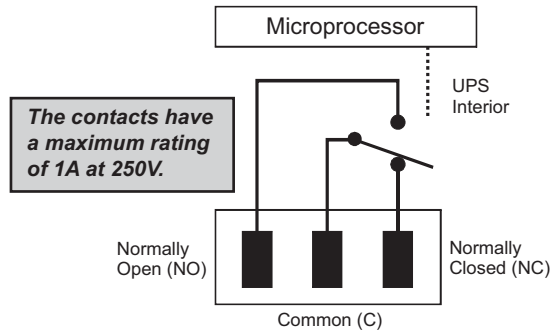 Microprocessor
UPS
Interior
The contacts have
a maximum rating
of 1A at 250V.
Normally
Open (NO)
Normally
Closed (NC)
Common (C)